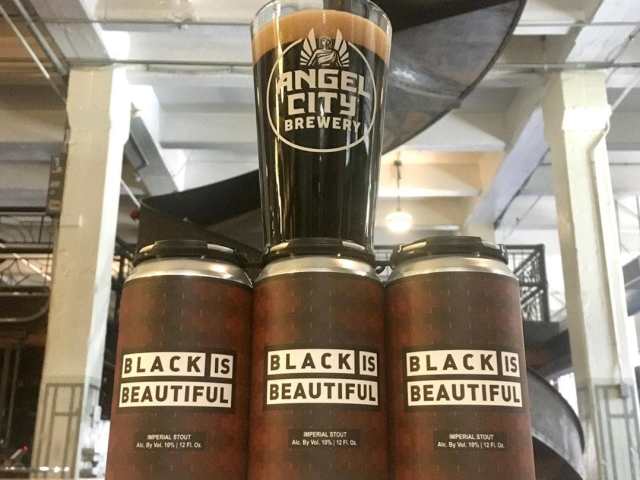 ANGEL
CITY
BREWERY
BLACK IS
BEAUTIFUL
IMPERIAL STOUT
Alc. By Vol. 10% | 12 Fl. Oz.
BLACK IS
BEAUTIFUL
IMPERIAL STOUT
Alc. By Vol. 10% | 12 Fl. Oz.
BLACK IS
BEAUTIFUL
IMPERIAL STOUT
Alc. By Vol. 10% | 12 Fl. Oz.